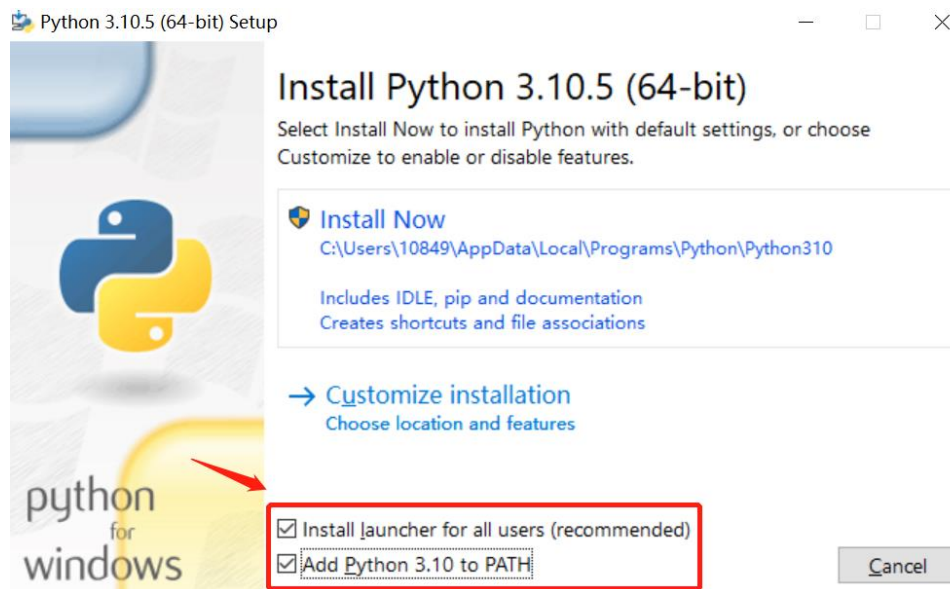 Python 3.10.5 (64-bit) Setup
Install Python 3.10.5 (64-bit)
Select Install Now to install Python with default settings, or choose
Customize to enable or disable features.
Install Now
C:\Users\10849\AppData\Local\Programs\Python\Python310
Includes IDLE, pip and documentation
Creates shortcuts and file associations
Customize installation
Choose location and features
python
for
windows
Install launcher for all users (recommended)
Add Python 3.10 to PATH
Cancel